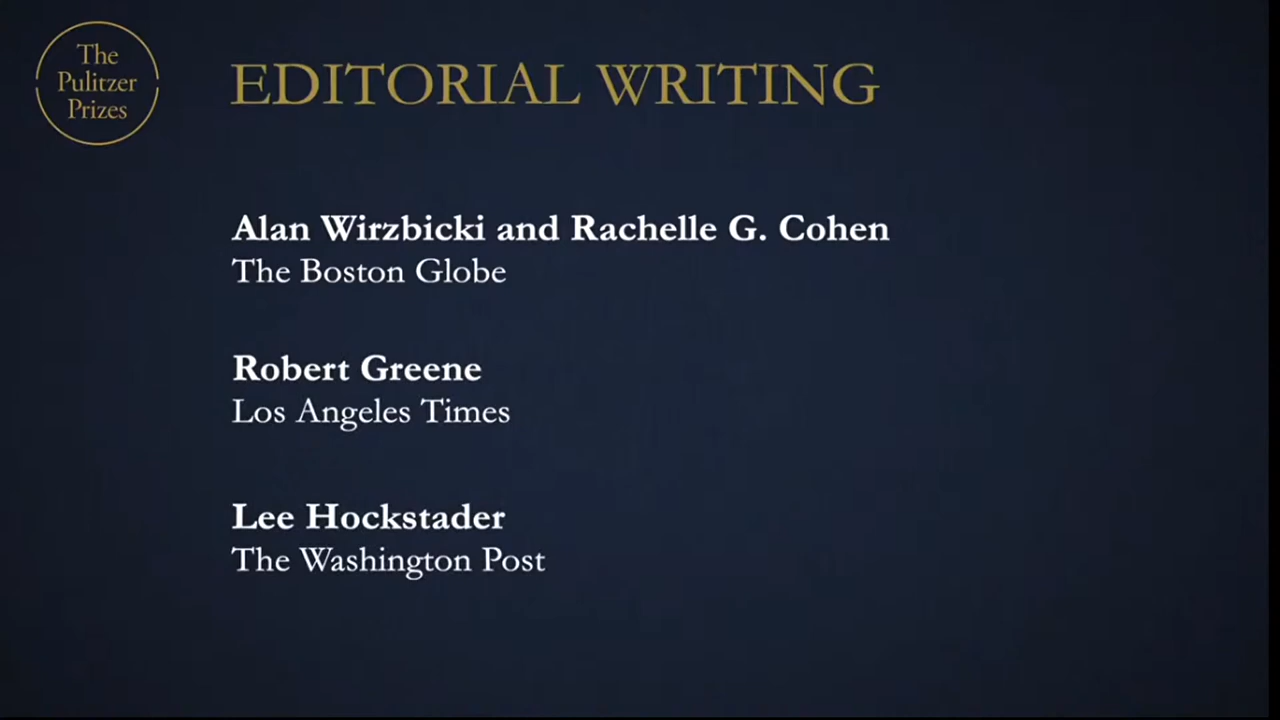 The
Pulitzer
Prizes
EDITORIAL WRITING
Alan Wirzbicki and Rachelle G. Cohen
The Boston Globe
Robert Greene
Los Angeles Times
Lee Hockstader
The Washington Post